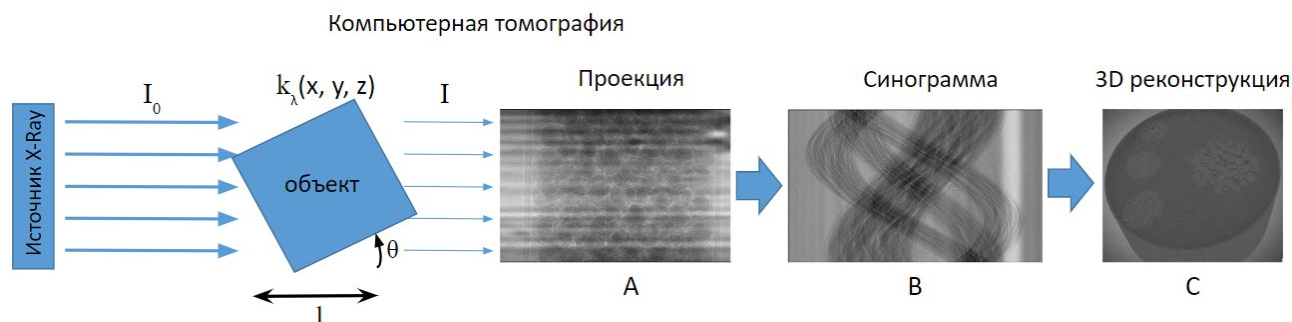 Компьютерная томография
Источник X-Ray
I₀
kλ(x, y, z)
объект
θ
l
I
Проекция
A
Синограмма
B
3D реконструкция
C